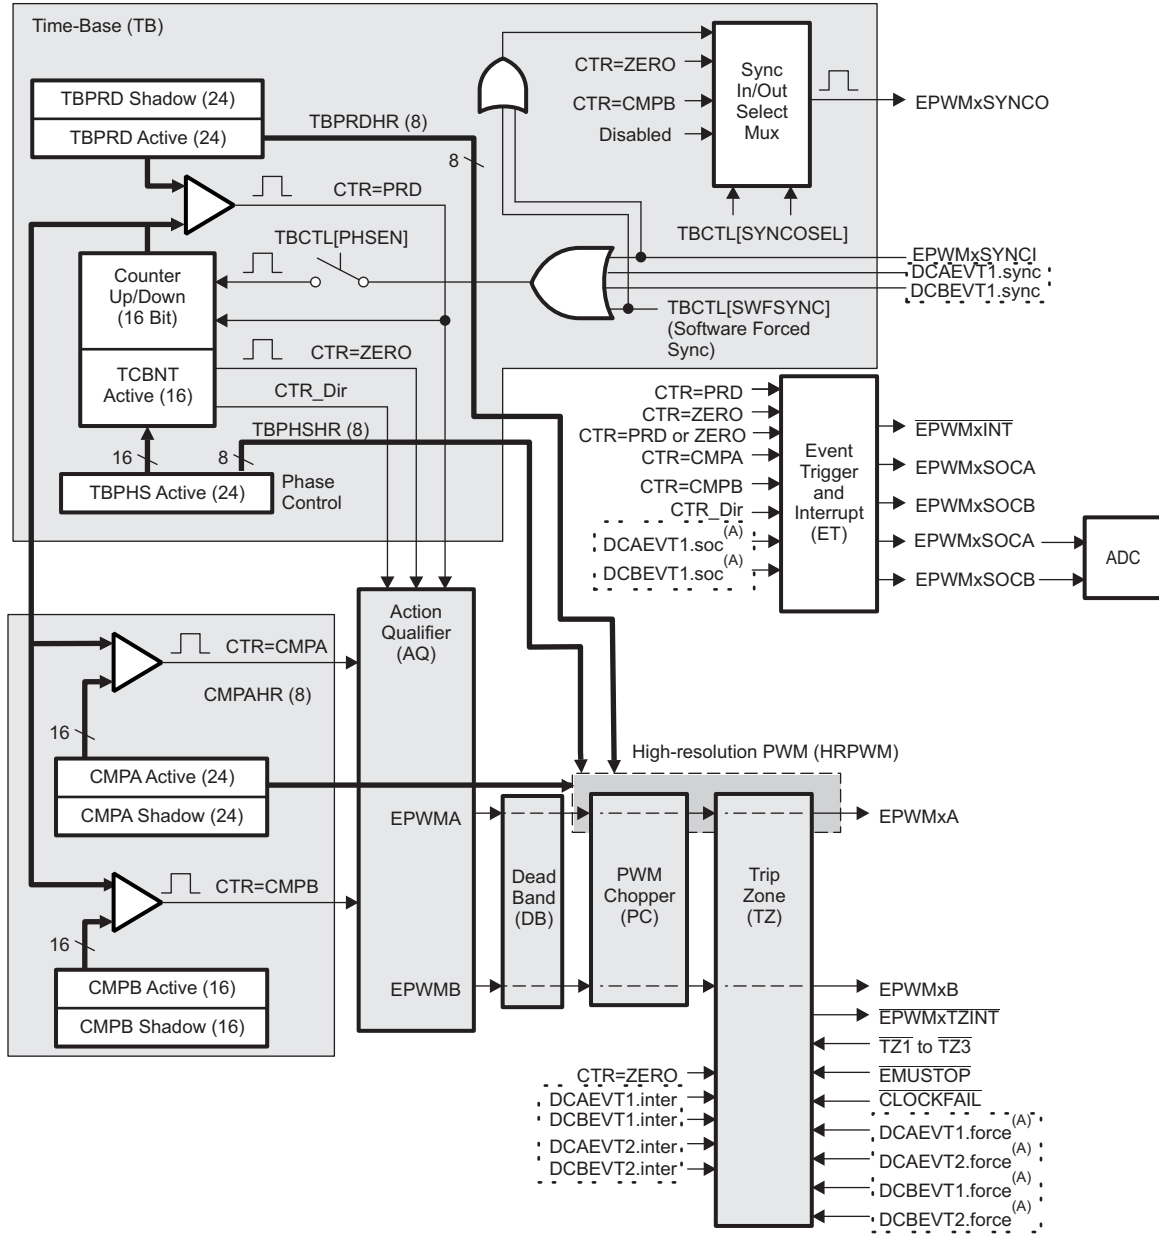 Time-Base (TB)
TBPRD Shadow (24)
TBPRD Active (24)
TBPRDHR (8)
8
CTR=PRD
TBCTL[PHSEN]
Counter
Up/Down
(16 Bit)
TCBNT
Active (16)
CTR=ZERO
CTR_Dir
TBPHSHR (8)
16
8
TBPHS Active (24)
Phase
Control
CTR=ZERO
CTR=CMPB
Disabled
Sync
In/Out
Select
Mux
EPWMxSYNCO
TBCTL[SYNCOSEL]
EPWMxSYNCI
DCAEVT1.sync
DCBEVT1.sync
TBCTL[SWFSYNC]
(Software Forced
Sync)
CTR=PRD
CTR=ZERO
CTR=PRD or ZERO
CTR=CMPA
CTR=CMPB
CTR_Dir
DCAEVT1.soc(A)
DCBEVT1.soc(A)
Event
Trigger
and
Interrupt
(ET)
EPWMxINT
EPWMxSOCA
EPWMxSOCB
EPWMxSOCA
EPWMxSOCB
ADC
Action
Qualifier
(AQ)
CTR=CMPA
CMPAHR (8)
16
CMPA Active (24)
CMPA Shadow (24)
CTR=CMPB
16
CMPB Active (16)
CMPB Shadow (16)
EPWMA
EPWMB
High-resolution PWM (HRPWM)
Dead
Band
(DB)
PWM
Chopper
(PC)
Trip
Zone
(TZ)
EPWMxA
EPWMxB
EPWMxTZINT
TZ1 to TZ3
EMUSTOP
CLOCKFAIL
DCAEVT1.force(A)
DCAEVT2.force(A)
DCBEVT1.force(A)
DCBEVT2.force(A)
CTR=ZERO
DCAEVT1.inter
DCBEVT1.inter
DCAEVT2.inter
DCBEVT2.inter